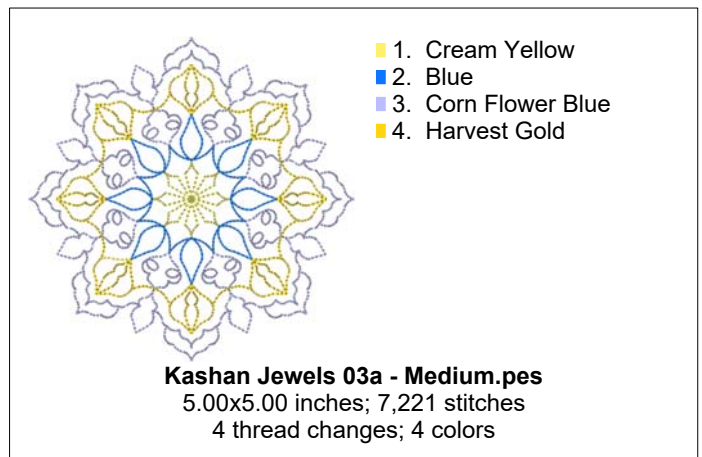 1. Cream Yellow
2. Blue
3. Corn Flower Blue
4. Harvest Gold
Kashan Jewels 03a - Medium.pes
5.00x5.00 inches; 7,221 stitches
4 thread changes; 4 colors